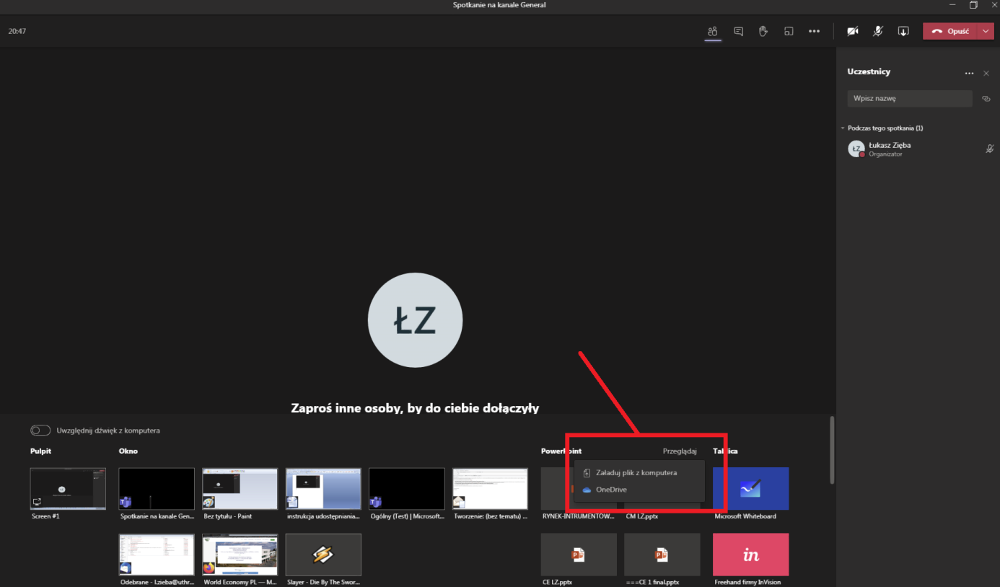 Spotkanie na kanale General
20:47
Opuść
Uczestnicy
Wpisz nazwę
Podczas tego spotkania (1)
ŁZ
Łukasz Zięba
Organizator
ŁZ
Zaproś inne osoby, by do ciebie dołączyły
Uwzględnij dźwięk z komputera
Pulpit
Okno
PowerPoint
Przeglądaj
Załaduj plik z komputera
OneDrive
Screen #1
Spotkanie na kanale Gen...
Bez tytułu - Paint
instrukcja udostępniania...
Ogólny (Test) | Microsoft...
Tworzenie: (bez tematu) ...
RYNEK-INTRUMENTOW...
CM LZ.pptx
Microsoft Whiteboard
in
Odebrane - Lzieba@uthr...
World Economy PL — M...
Slayer - Die By The Swor...
CE LZ.pptx
===CE 1 final.pptx
Freehand firmy InVision